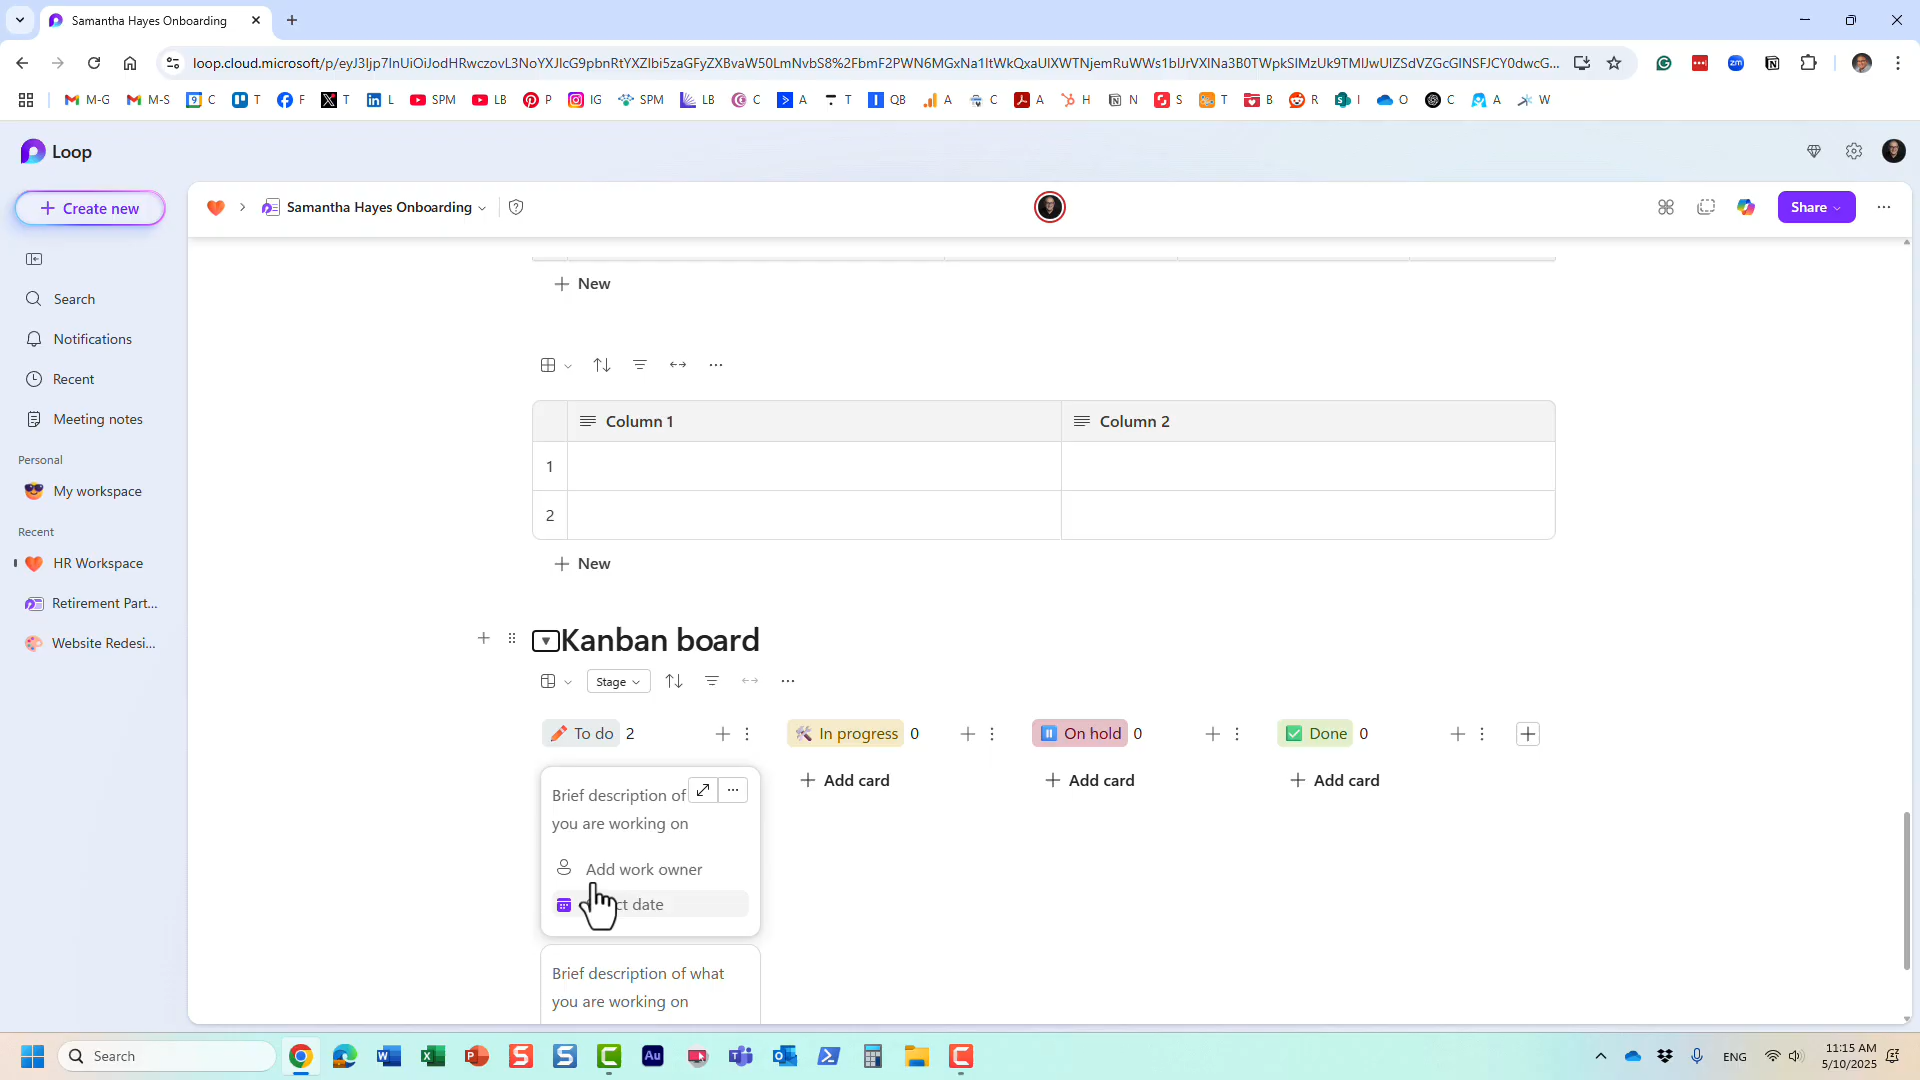 Samantha Hayes Onboarding
loop.cloud.microsoft/p/eyJ3Ijp7InUiOiJodHRwczovL3NoYXJlcG9pbnRtYXZlbi5zaGFyZXBvaW50LmNvbS8%2FbmF2PWN6MGxNa1ltWkQxaUlXWTNjemRuWWs1blJrVXlNa3B0TWpkSlMzUk9TMlJwUlZSdVZGcGlNSFJCY0dwcG...
M-G
M-S
C
T
F
T
L
SPM
LB
P
IG
SPM
LB
C
A
T
QB
A
C
A
H
N
S
T
B
R
I
O
C
A
W
Loop
Create new
Samantha Hayes Onboarding
Share
Search
Notifications
Recent
Meeting notes
Personal
My workspace
Recent
HR Workspace
Retirement Part...
Website Redesi...
New
Column 1
Column 2
1
2
New
Kanban board
Stage
To do 2
In progress 0
On hold 0
Done 0
Brief description of
you are working on
Add work owner
ct date
Add card
Add card
Add card
Brief description of what
you are working on
Search
ENG
11:15 AM
5/10/2025